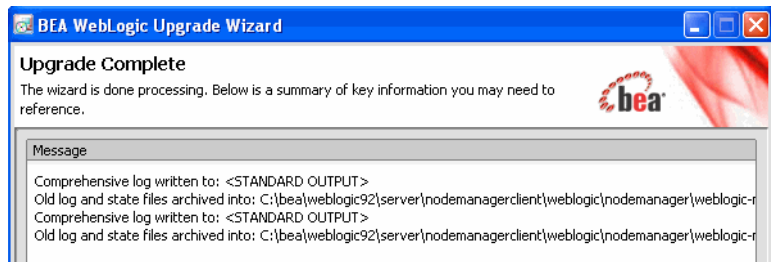 BEA WebLogic Upgrade Wizard
Upgrade Complete
The wizard is done processing. Below is a summary of key information you may need to
reference.
bea
Message
Comprehensive log written to: <STANDARD OUTPUT>
Old log and state files archived into: C:\bea\weblogic92\server\nodemanagerclient\weblogic\nodemanager\weblogic-r
Comprehensive log written to: <STANDARD OUTPUT>
Old log and state files archived into: C:\bea\weblogic92\server\nodemanagerclient\weblogic\nodemanager\weblogic-r